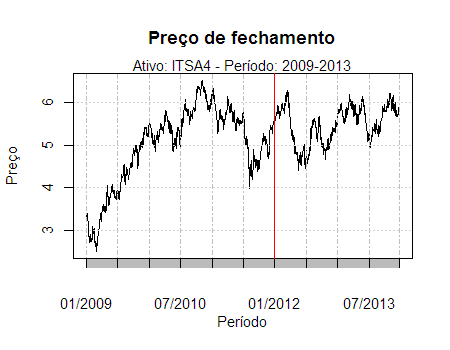 Preço de fechamento
Ativo: ITSA4 - Período: 2009-2013
Preço
6
5
4
3
01/2009 07/2010 01/2012 07/2013
Período